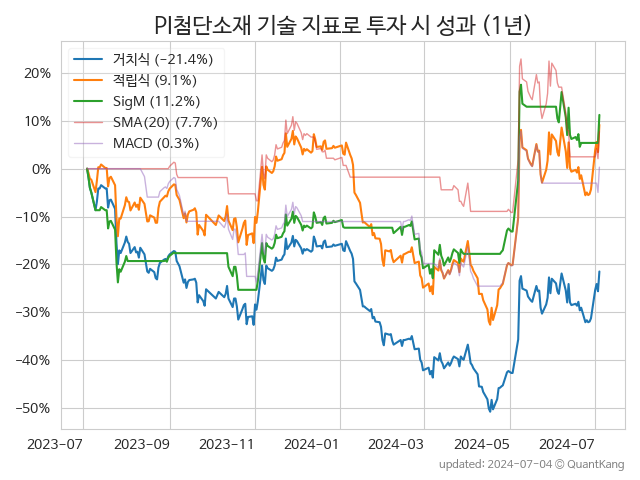 PI첨단소재 기술 지표로 투자 시 성과 (1년)
거치식 (−21.4%)
적립식 (9.1%)
SigM (11.2%)
SMA(20) (7.7%)
MACD (0.3%)
20%
10%
0%
−10%
−20%
−30%
−40%
−50%
2023-07 2023-09 2023-11 2024-01 2024-03 2024-05 2024-07
updated: 2024-07-04 © QuantKang